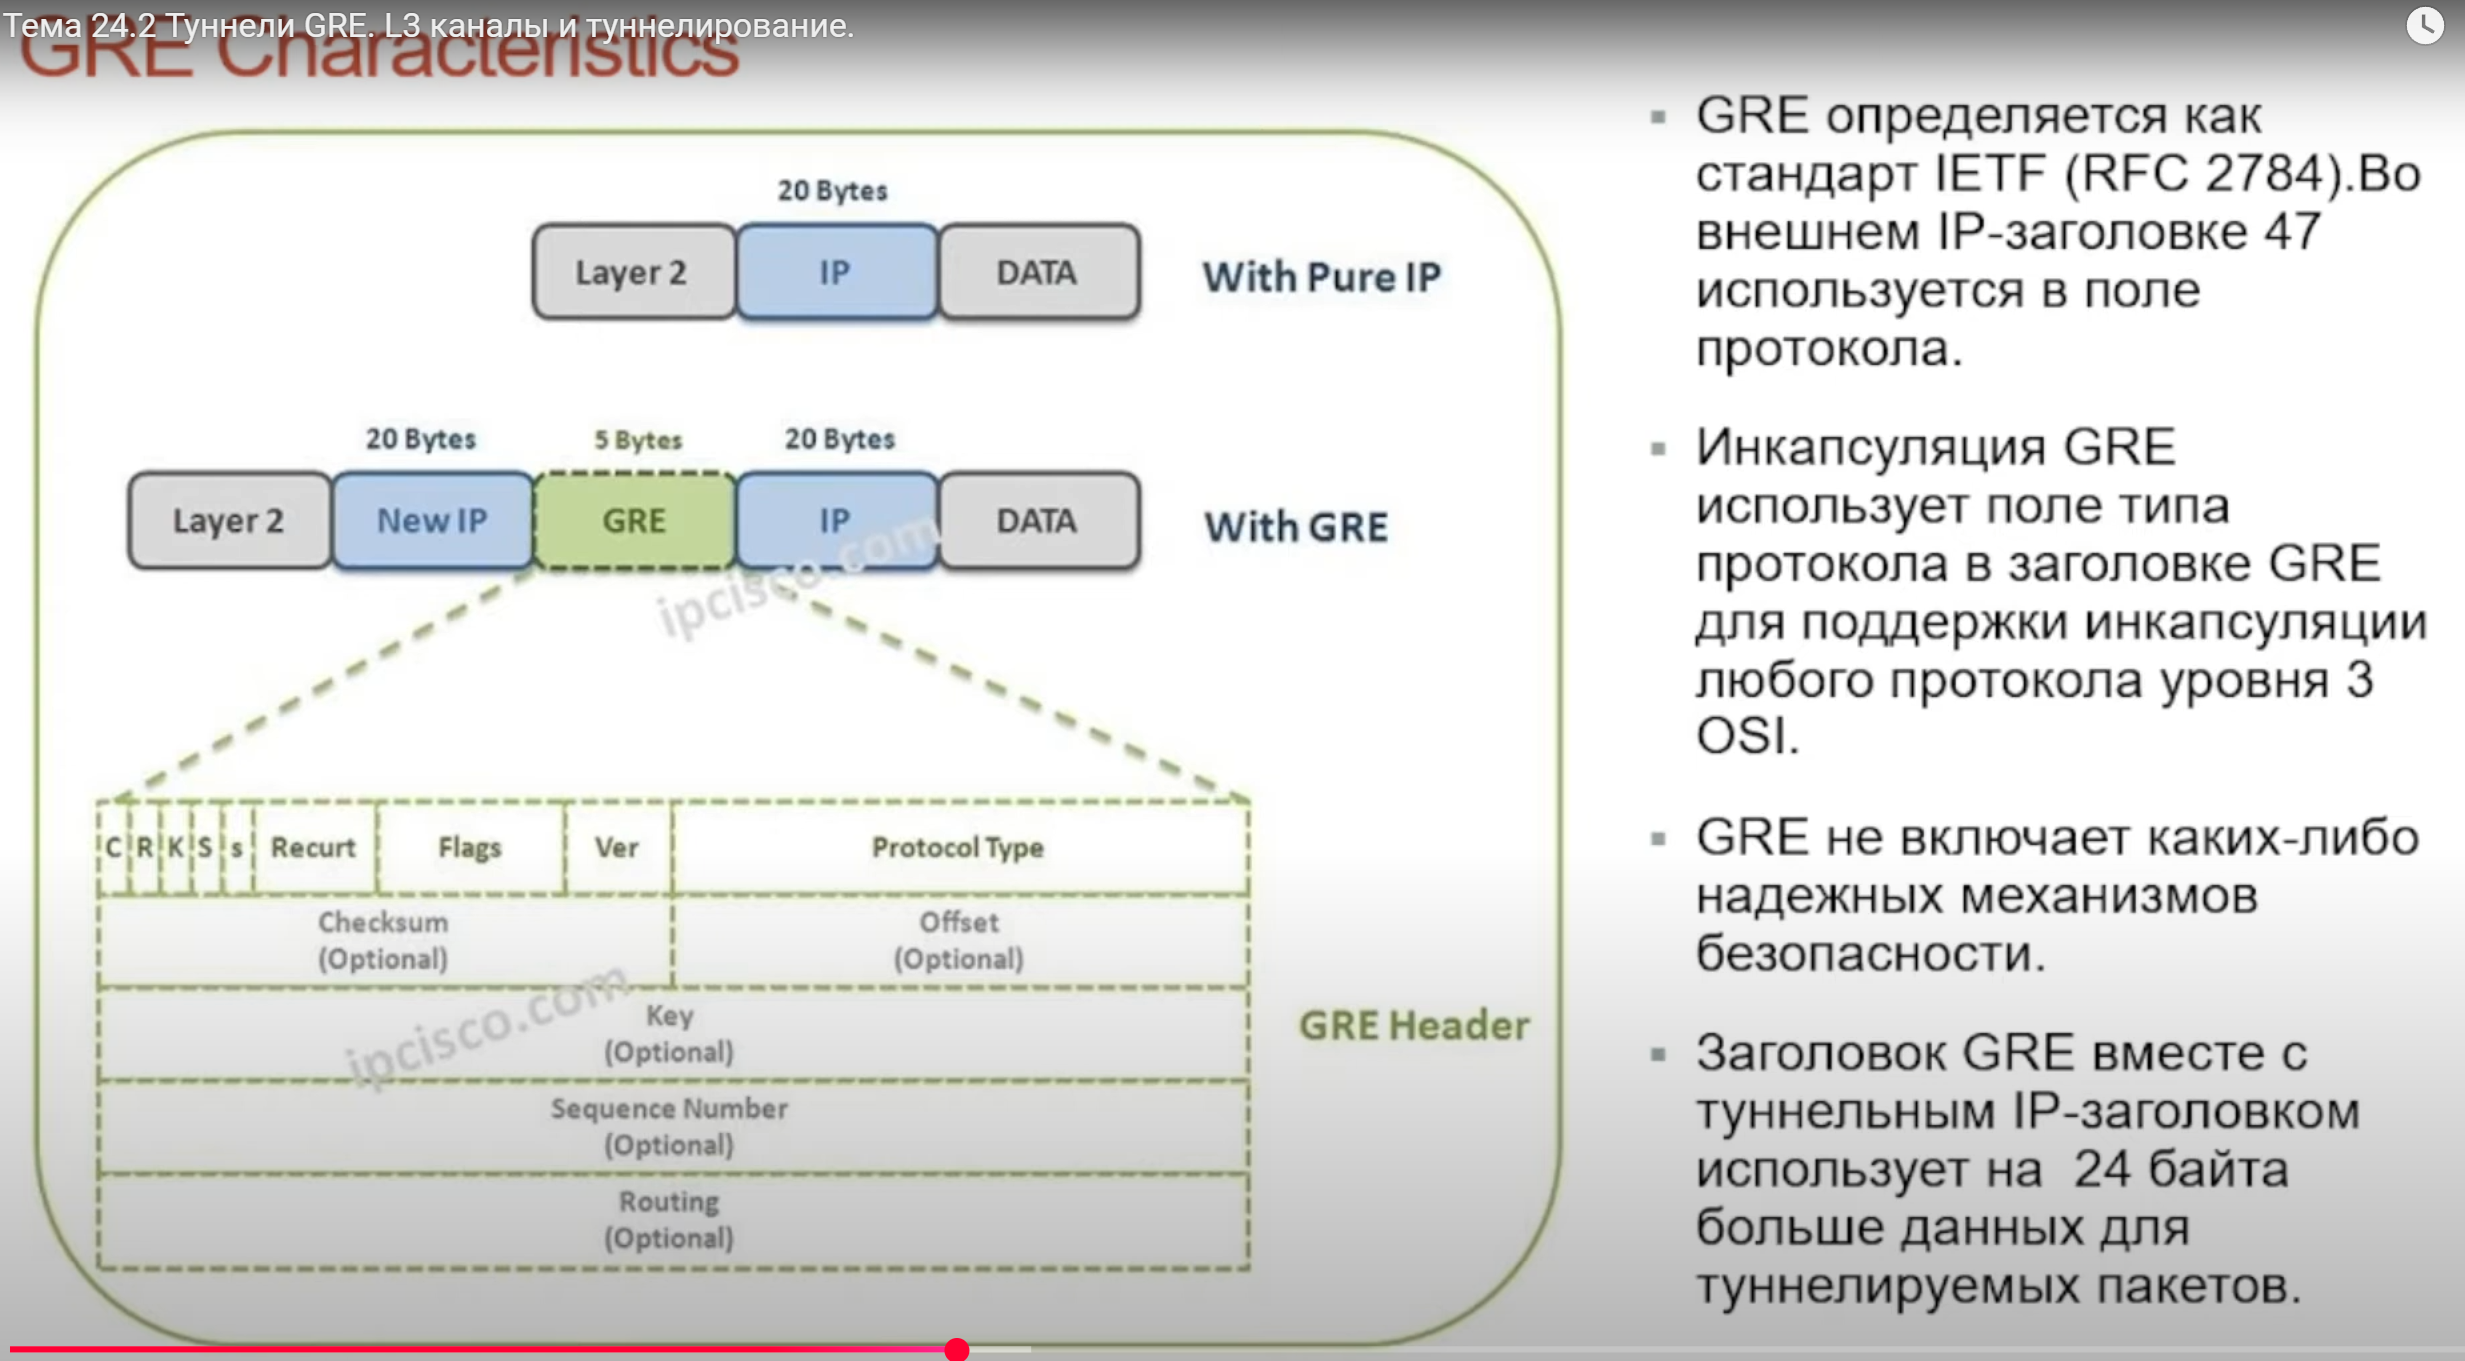 Тема 24.2 Туннели GRE. L3 каналы и туннелирование.
GRE Characteristics
20 Bytes
Layer 2
IP
DATA
With Pure IP
20 Bytes
5 Bytes
20 Bytes
Layer 2
New IP
GRE
IP
DATA
With GRE
ipcisco.com
C R K S s Recurt Flags Ver Protocol Type
Checksum
(Optional)
Offset
(Optional)
Key
(Optional)
Sequence Number
(Optional)
Routing
(Optional)
ipcisco.com
GRE Header
GRE определяется как
стандарт IETF (RFC 2784).Во
внешнем IP-заголовке 47
используется в поле
протокола.
Инкапсуляция GRE
использует поле типа
протокола в заголовке GRE
для поддержки инкапсуляции
любого протокола уровня 3
OSI.
GRE не включает каких-либо
надежных механизмов
безопасности.
Заголовок GRE вместе с
туннельным IP-заголовком
использует на 24 байта
больше данных для
туннелируемых пакетов.